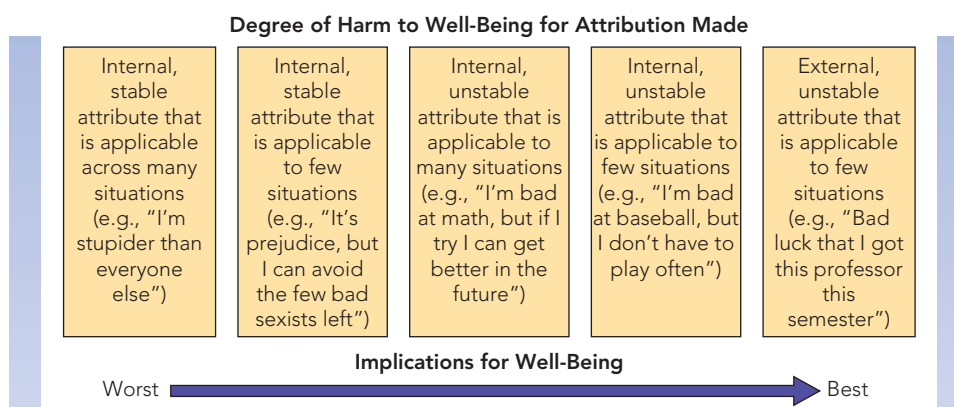 Degree of Harm to Well-Being for Attribution Made
Internal,
stable
attribute that
is applicable
across many
situations
(e.g., “I’m
stupider than
everyone
else”)
Internal,
stable
attribute that
is applicable
to few
situations
(e.g., “It’s
prejudice, but
I can avoid
the few bad
sexists left”)
Internal,
unstable
attribute that is
applicable to
many situations
(e.g., “I’m bad
at math, but if I
try I can get
better in the
future”)
Internal,
unstable
attribute that
is applicable to
few situations
(e.g., “I’m bad
at baseball, but
I don’t have to
play often”)
External,
unstable
attribute that
is applicable
to few
situations
(e.g., “Bad
luck that I got
this professor
this
semester”)
Implications for Well-Being
Worst
Best